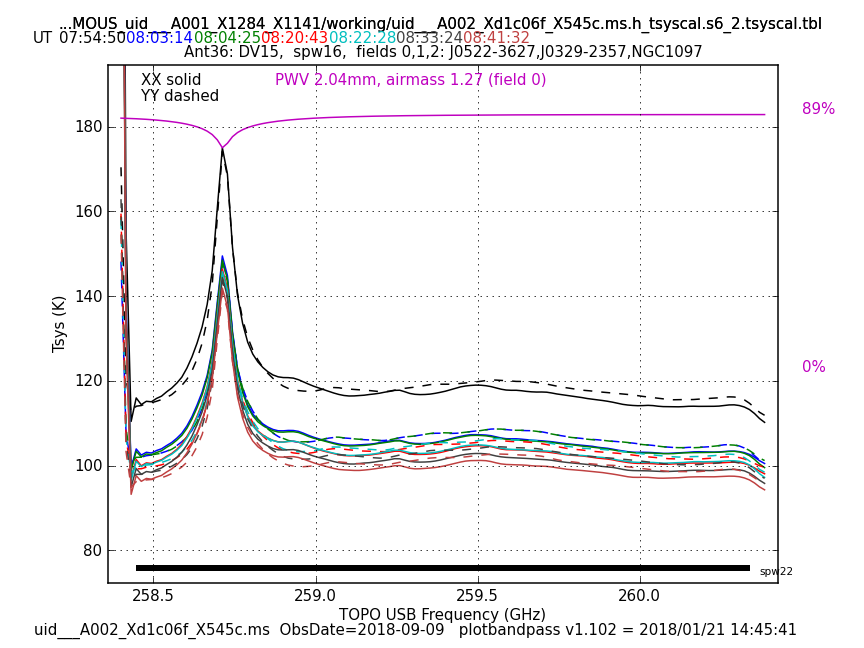 ...MOUS_uid___A001_X1284_X1141/working/uid___A002_Xd1c06f_X545c.ms.h_tsyscal.s6_2.tsyscal.tbl
UT 07:54:50 08:03:14 08:04:25 08:20:43 08:22:28 08:33:24 08:41:32
Ant36: DV15, spw16, fields 0,1,2: J0522-3627,J0329-2357,NGC1097
XX solid
YY dashed
PWV 2.04mm, airmass 1.27 (field 0)
89%
0%
180
160
140
120
100
80
Tsys (K)
spw22
258.5 259.0 259.5 260.0
TOPO USB Frequency (GHz)
uid___A002_Xd1c06f_X545c.ms ObsDate=2018-09-09 plotbandpass v1.102 = 2018/01/21 14:45:41